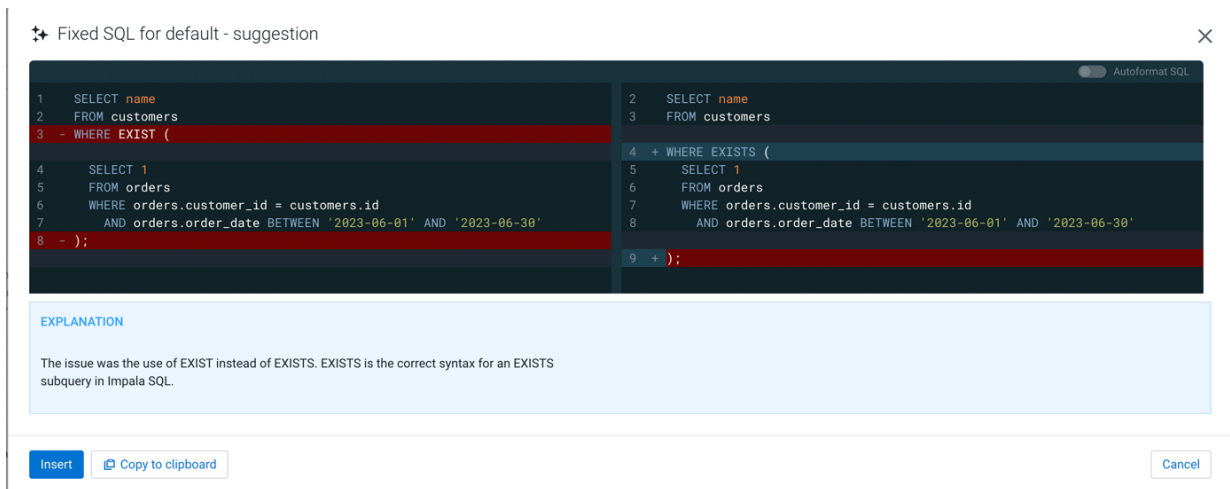 Fixed SQL for default - suggestion
Autoformat SQL
1 SELECT name
2 FROM customers
3 - WHERE EXIST (
4 SELECT 1
5 FROM orders
6 WHERE orders.customer_id = customers.id
7 AND orders.order_date BETWEEN '2023-06-01' AND '2023-06-30'
8 - );
2 SELECT name
3 FROM customers
4 + WHERE EXISTS (
5 SELECT 1
6 FROM orders
7 WHERE orders.customer_id = customers.id
8 AND orders.order_date BETWEEN '2023-06-01' AND '2023-06-30'
9 + );
EXPLANATION
The issue was the use of EXIST instead of EXISTS. EXISTS is the correct syntax for an EXISTS
subquery in Impala SQL.
Insert
Copy to clipboard
Cancel